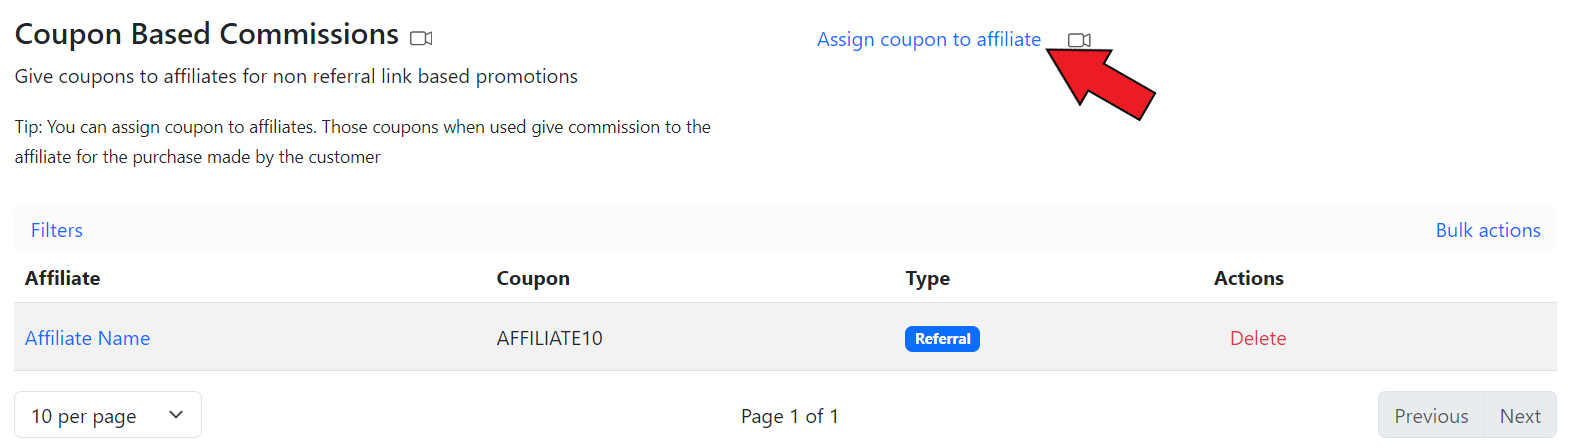 Coupon Based Commissions
Assign coupon to affiliate
Give coupons to affiliates for non referral link based promotions
Tip: You can assign coupon to affiliates. Those coupons when used give commission to the
affiliate for the purchase made by the customer
Filters
Bulk actions
Affiliate Coupon Type Actions
Affiliate Name AFFILIATE10 Referral Delete
10 per page Page 1 of 1 Previous Next